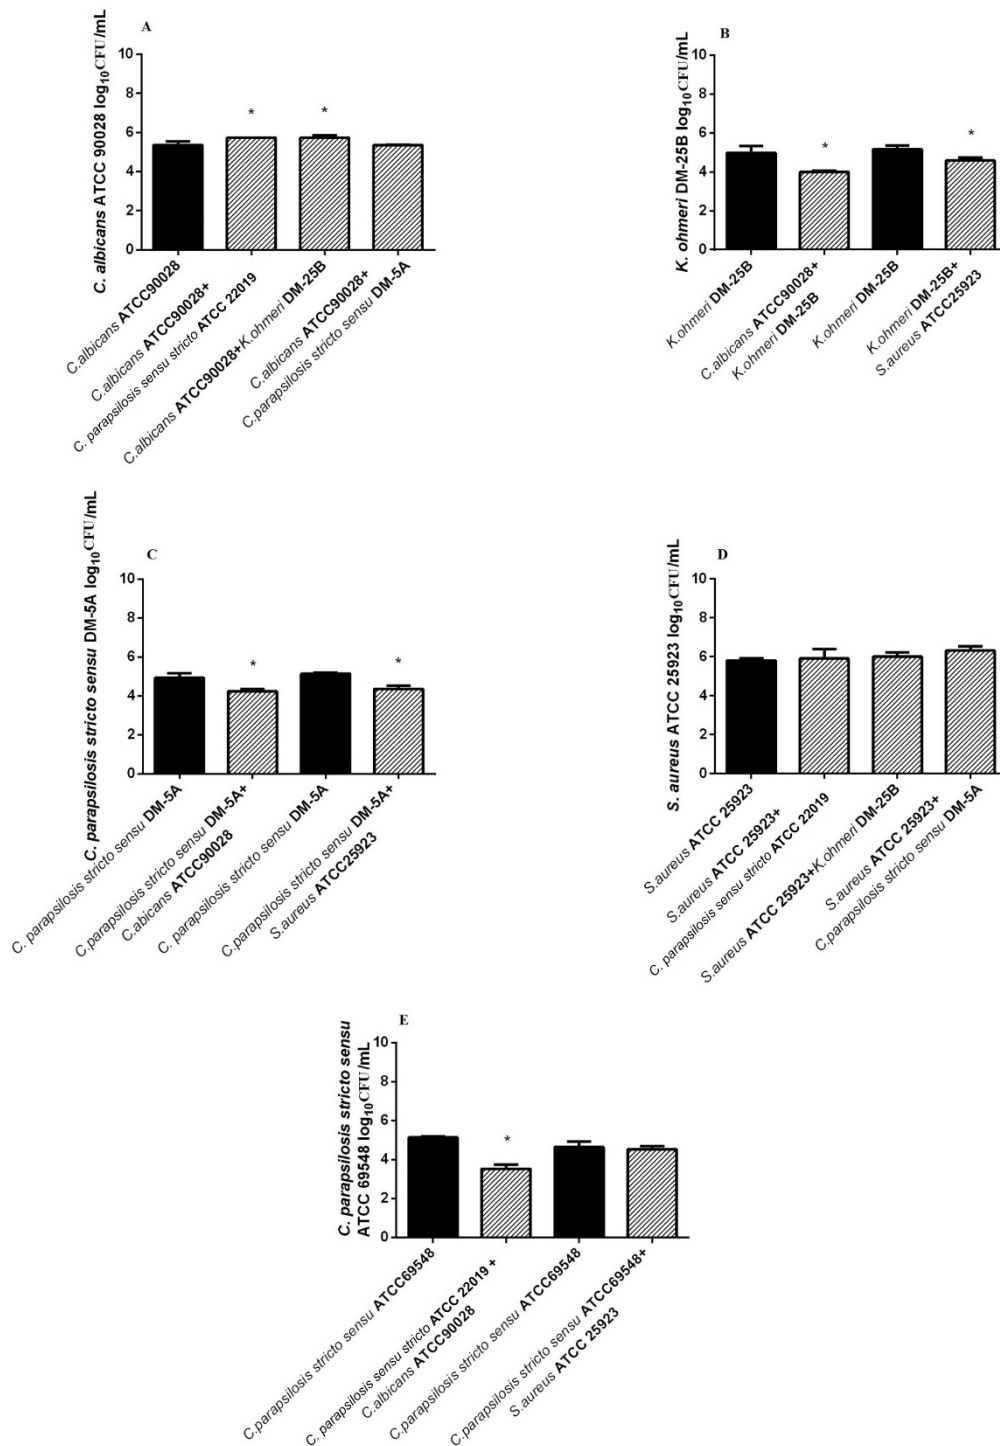 A
C. albicans ATCC 90028 log10CFU/mL
10
8
6
4
2
0
*
*
C.albicans ATCC90028
C.albicans ATCC90028+
C. parapsilosis sensu stricto ATCC 22019
C.albicans ATCC90028+K.ohmeri DM-25B
C.albicans ATCC90028+
C.parapsilosis stricto sensu DM-5A
B
K. ohmeri DM-25B log10CFU/mL
10
8
6
4
2
0
*
*
K.ohmeri DM-25B
C.albicans ATCC90028+
K.ohmeri DM-25B
K.ohmeri DM-25B
K.ohmeri DM-25B+
S.aureus ATCC25923
C
C. parapsilosis stricto sensu DM-5A log10CFU/mL
10
8
6
4
2
0
*
*
C. parapsilosis stricto sensu DM-5A
C.parapsilosis stricto sensu DM-5A+
C.abicans ATCC90028
C. parapsilosis stricto sensu DM-5A
C.parapsilosis stricto sensu DM-5A+
S.aureus ATCC25923
D
S. aureus ATCC 25923 log10CFU/mL
10
8
6
4
2
0
S.aureus ATCC 25923
S.aureus ATCC 25923+
C. parapsilosis sensu stricto ATCC 22019
S.aureus ATCC 25923+K.ohmeri DM-25B
S.aureus ATCC 25923+
C.parapsilosis stricto sensu DM-5A
E
C. parapsilosis stricto sensu
ATCC 69548 log10CFU/mL
10
8
6
4
2
0
*
C.parapsilosis stricto sensu ATCC69548
C. parapsilosis sensu stricto ATCC 22019 +
C.albicans ATCC90028
C.parapsilosis stricto sensu ATCC69548
C.parapsilosis stricto sensu ATCC69548+
S.aureus ATCC 25923